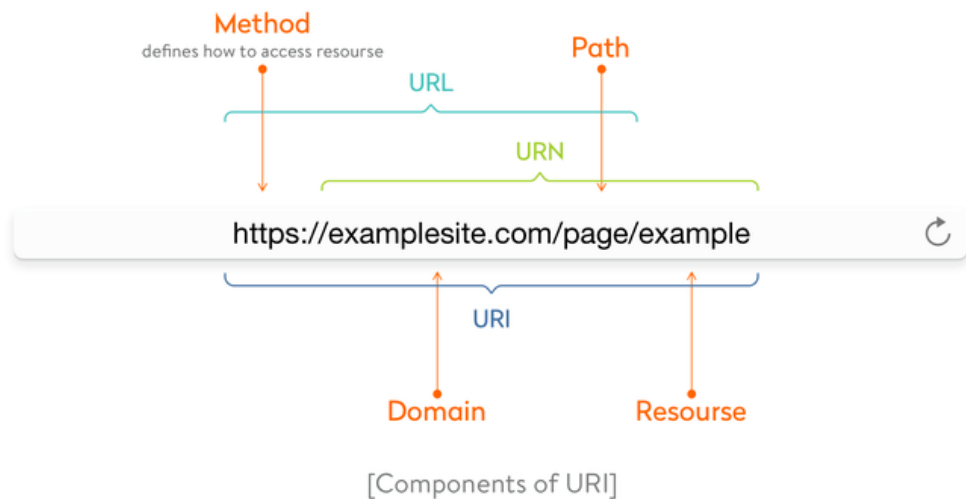 Method
defines how to access resourse
Path
URL
URN
https://examplesite.com/page/example
URI
Domain
Resourse
[Components of URI]